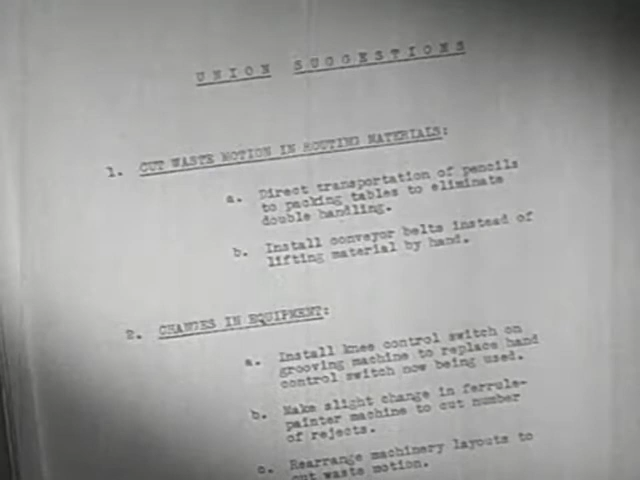 UNION SUGGESTIONS
1. CUT WASTE MOTION IN ROUTING MATERIALS:
a. Direct transportation of pencils
to packing tables to eliminate
double handling.
b. Install conveyor belts instead of
lifting material by hand.
2. CHANGES IN EQUIPMENT:
a. Install knee control switch on
grooving machine to replace hand
control switch now being used.
b. Make slight change in ferrule-
painter machine to cut number
of rejects.
c. Rearrange machinery layouts to
cut waste motion.